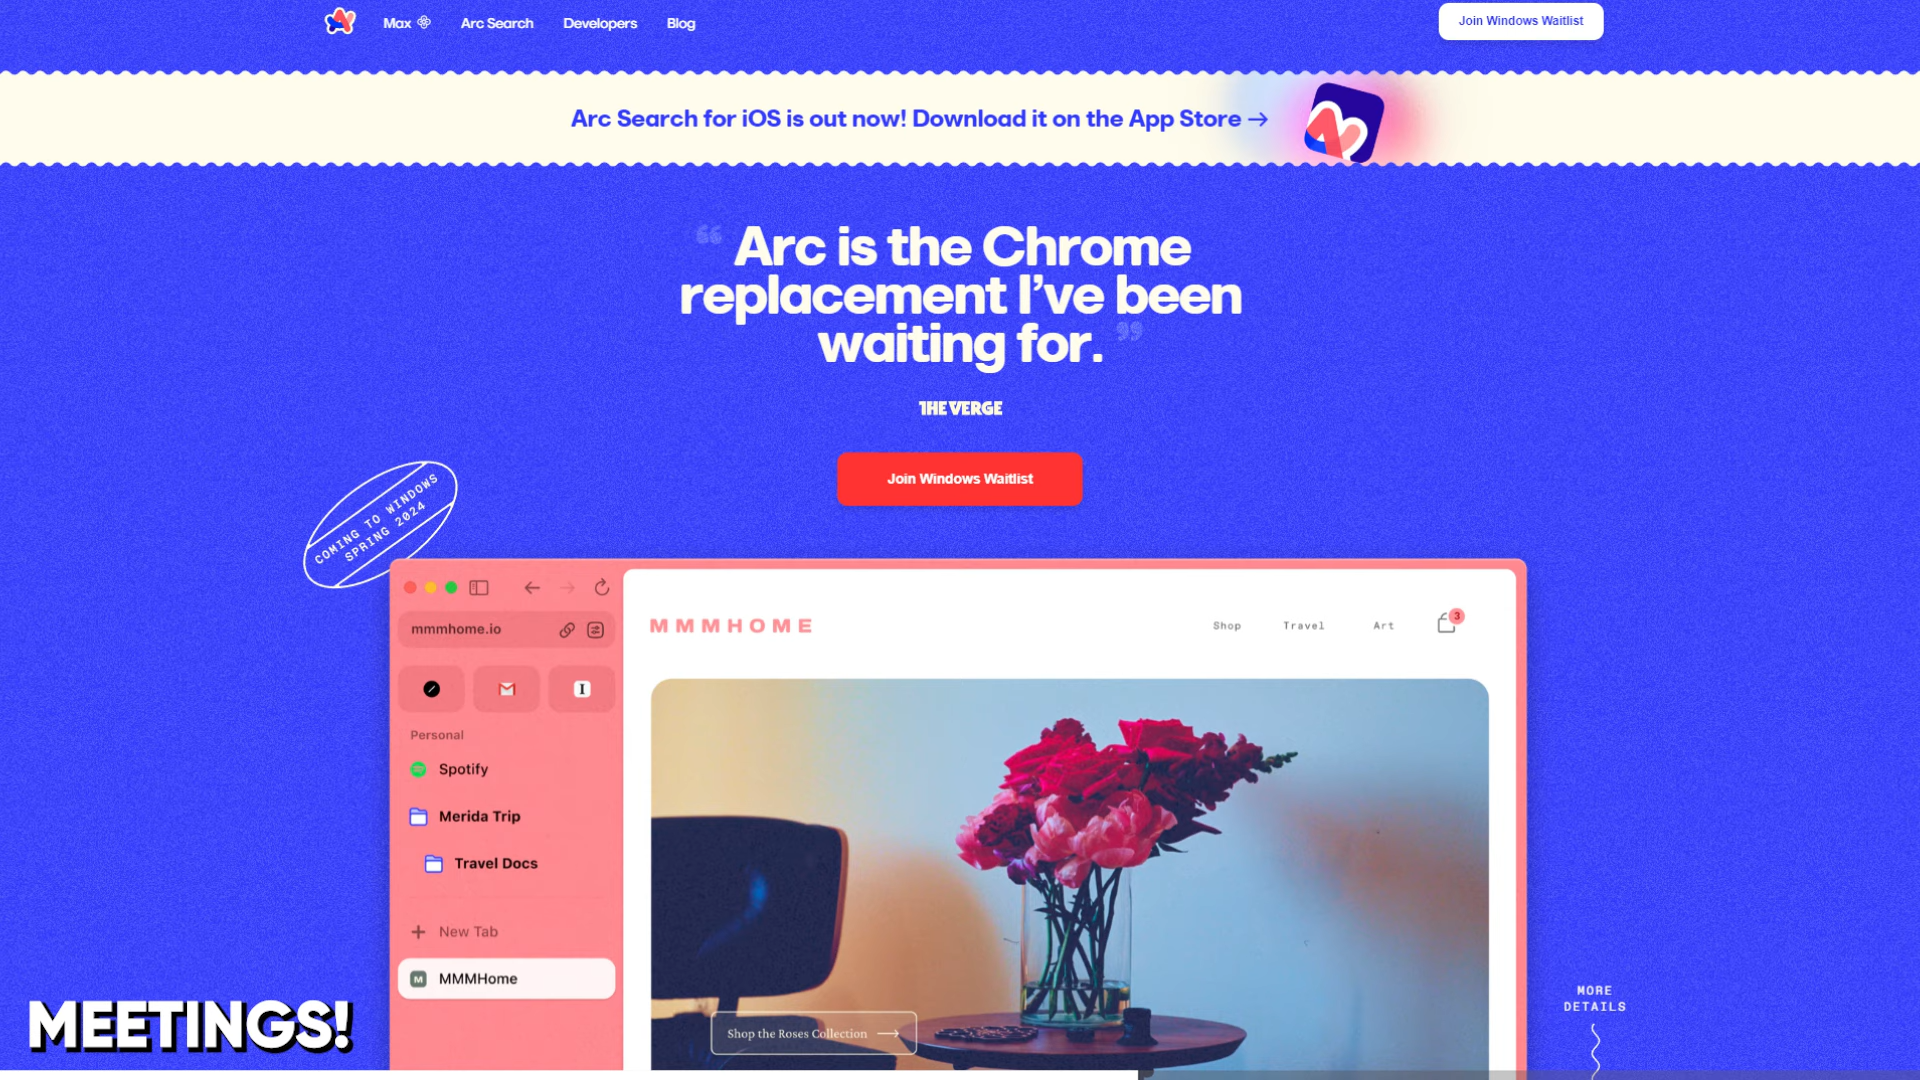 Max
Arc Search
Developers
Blog
Join Windows Waitlist
Arc Search for iOS is out now! Download it on the App Store →
“ Arc is the Chrome
replacement I’ve been
waiting for. ”
THE VERGE
Join Windows Waitlist
COMING TO WINDOWS
SPRING 2024
mmmhome.io
I
Personal
Spotify
Merida Trip
Travel Docs
+ New Tab
M MMMHome
MMMHOME
Shop
Travel
Art
3
Shop the Roses Collection →
MORE
DETAILS
MEETINGS!